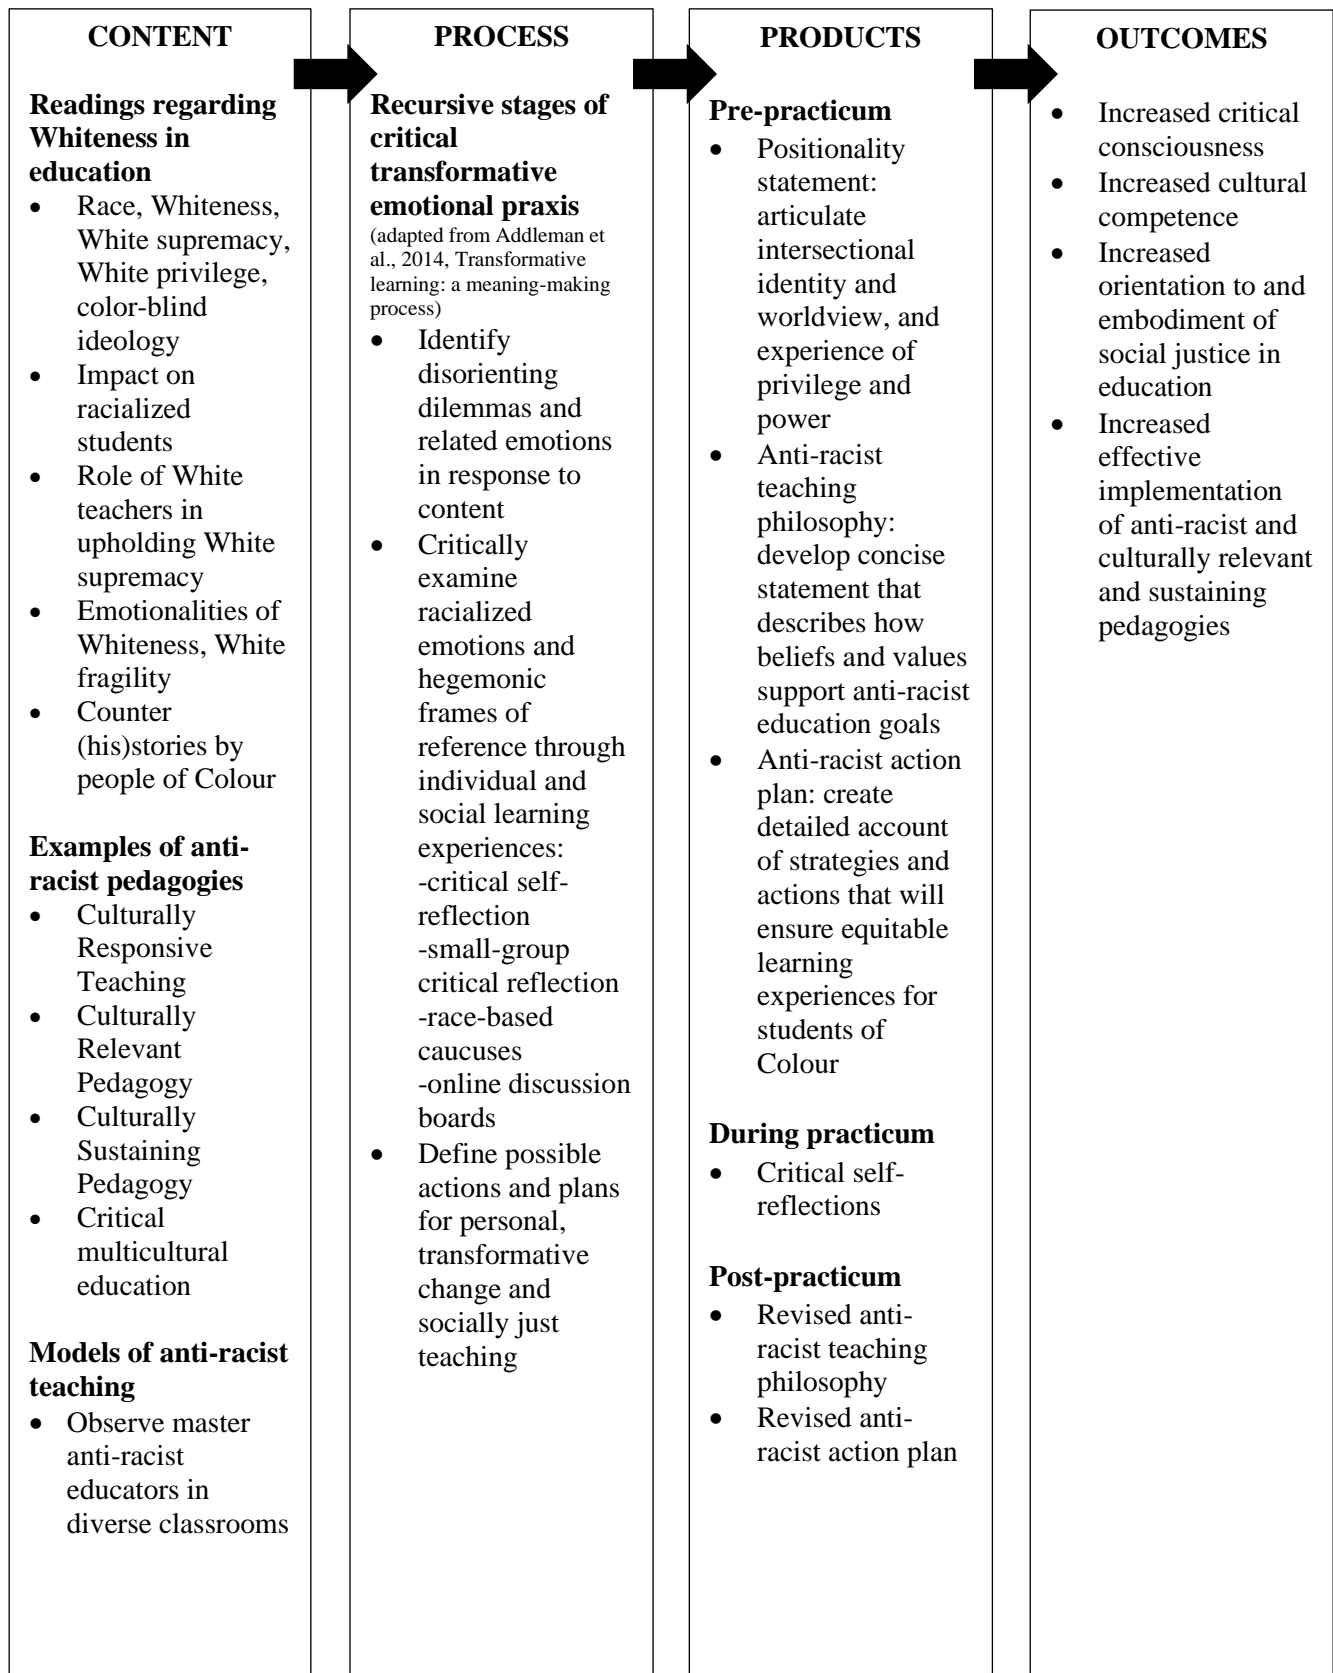 CONTENT
Readings regarding
Whiteness in
education
• Race, Whiteness,
White supremacy,
White privilege,
color-blind
ideology
• Impact on
racialized
students
• Role of White
teachers in
upholding White
supremacy
• Emotionalities of
Whiteness, White
fragility
• Counter
(his)stories by
people of Colour
Examples of anti-
racist pedagogies
• Culturally
Responsive
Teaching
• Culturally
Relevant
Pedagogy
• Culturally
Sustaining
Pedagogy
• Critical
multicultural
education
Models of anti-racist
teaching
• Observe master
anti-racist
educators in
diverse classrooms
PROCESS
Recursive stages of
critical
transformative
emotional praxis
(adapted from Addleman et
al., 2014, Transformative
learning: a meaning-making
process)
• Identify
disorienting
dilemmas and
related emotions
in response to
content
• Critically
examine
racialized
emotions and
hegemonic
frames of
reference through
individual and
social learning
experiences:
-critical self-
reflection
-small-group
critical reflection
-race-based
caucuses
-online discussion
boards
• Define possible
actions and plans
for personal,
transformative
change and
socially just
teaching
PRODUCTS
Pre-practicum
• Positionality
statement:
articulate
intersectional
identity and
worldview, and
experience of
privilege and
power
• Anti-racist
teaching
philosophy:
develop concise
statement that
describes how
beliefs and values
support anti-racist
education goals
• Anti-racist action
plan: create
detailed account
of strategies and
actions that will
ensure equitable
learning
experiences for
students of
Colour
During practicum
• Critical self-
reflections
Post-practicum
• Revised anti-
racist teaching
philosophy
• Revised anti-
racist action plan
OUTCOMES
• Increased critical
consciousness
• Increased cultural
competence
• Increased
orientation to and
embodiment of
social justice in
education
• Increased
effective
implementation
of anti-racist and
culturally relevant
and sustaining
pedagogies